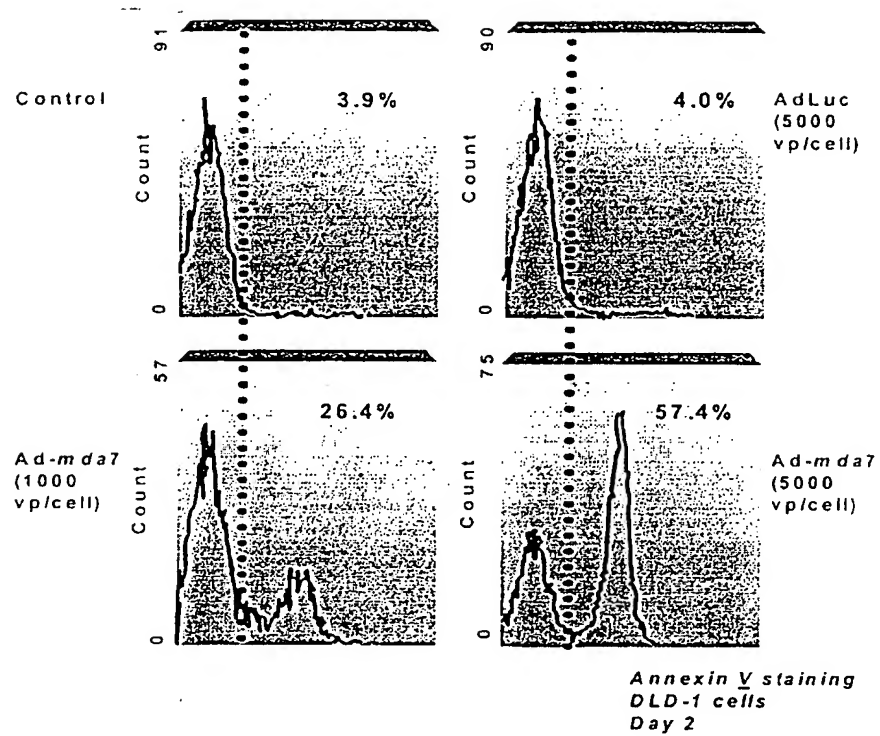 91
Control
3.9%
Count
0
90
4.0%
AdLuc
(5000
vp/cell)
Count
0
57
26.4%
Ad-mda7
(1000
vp/cell)
Count
0
75
57.4%
Ad-mda7
(5000
vp/cell)
Count
0
Annexin V staining
DLD-1 cells
Day 2